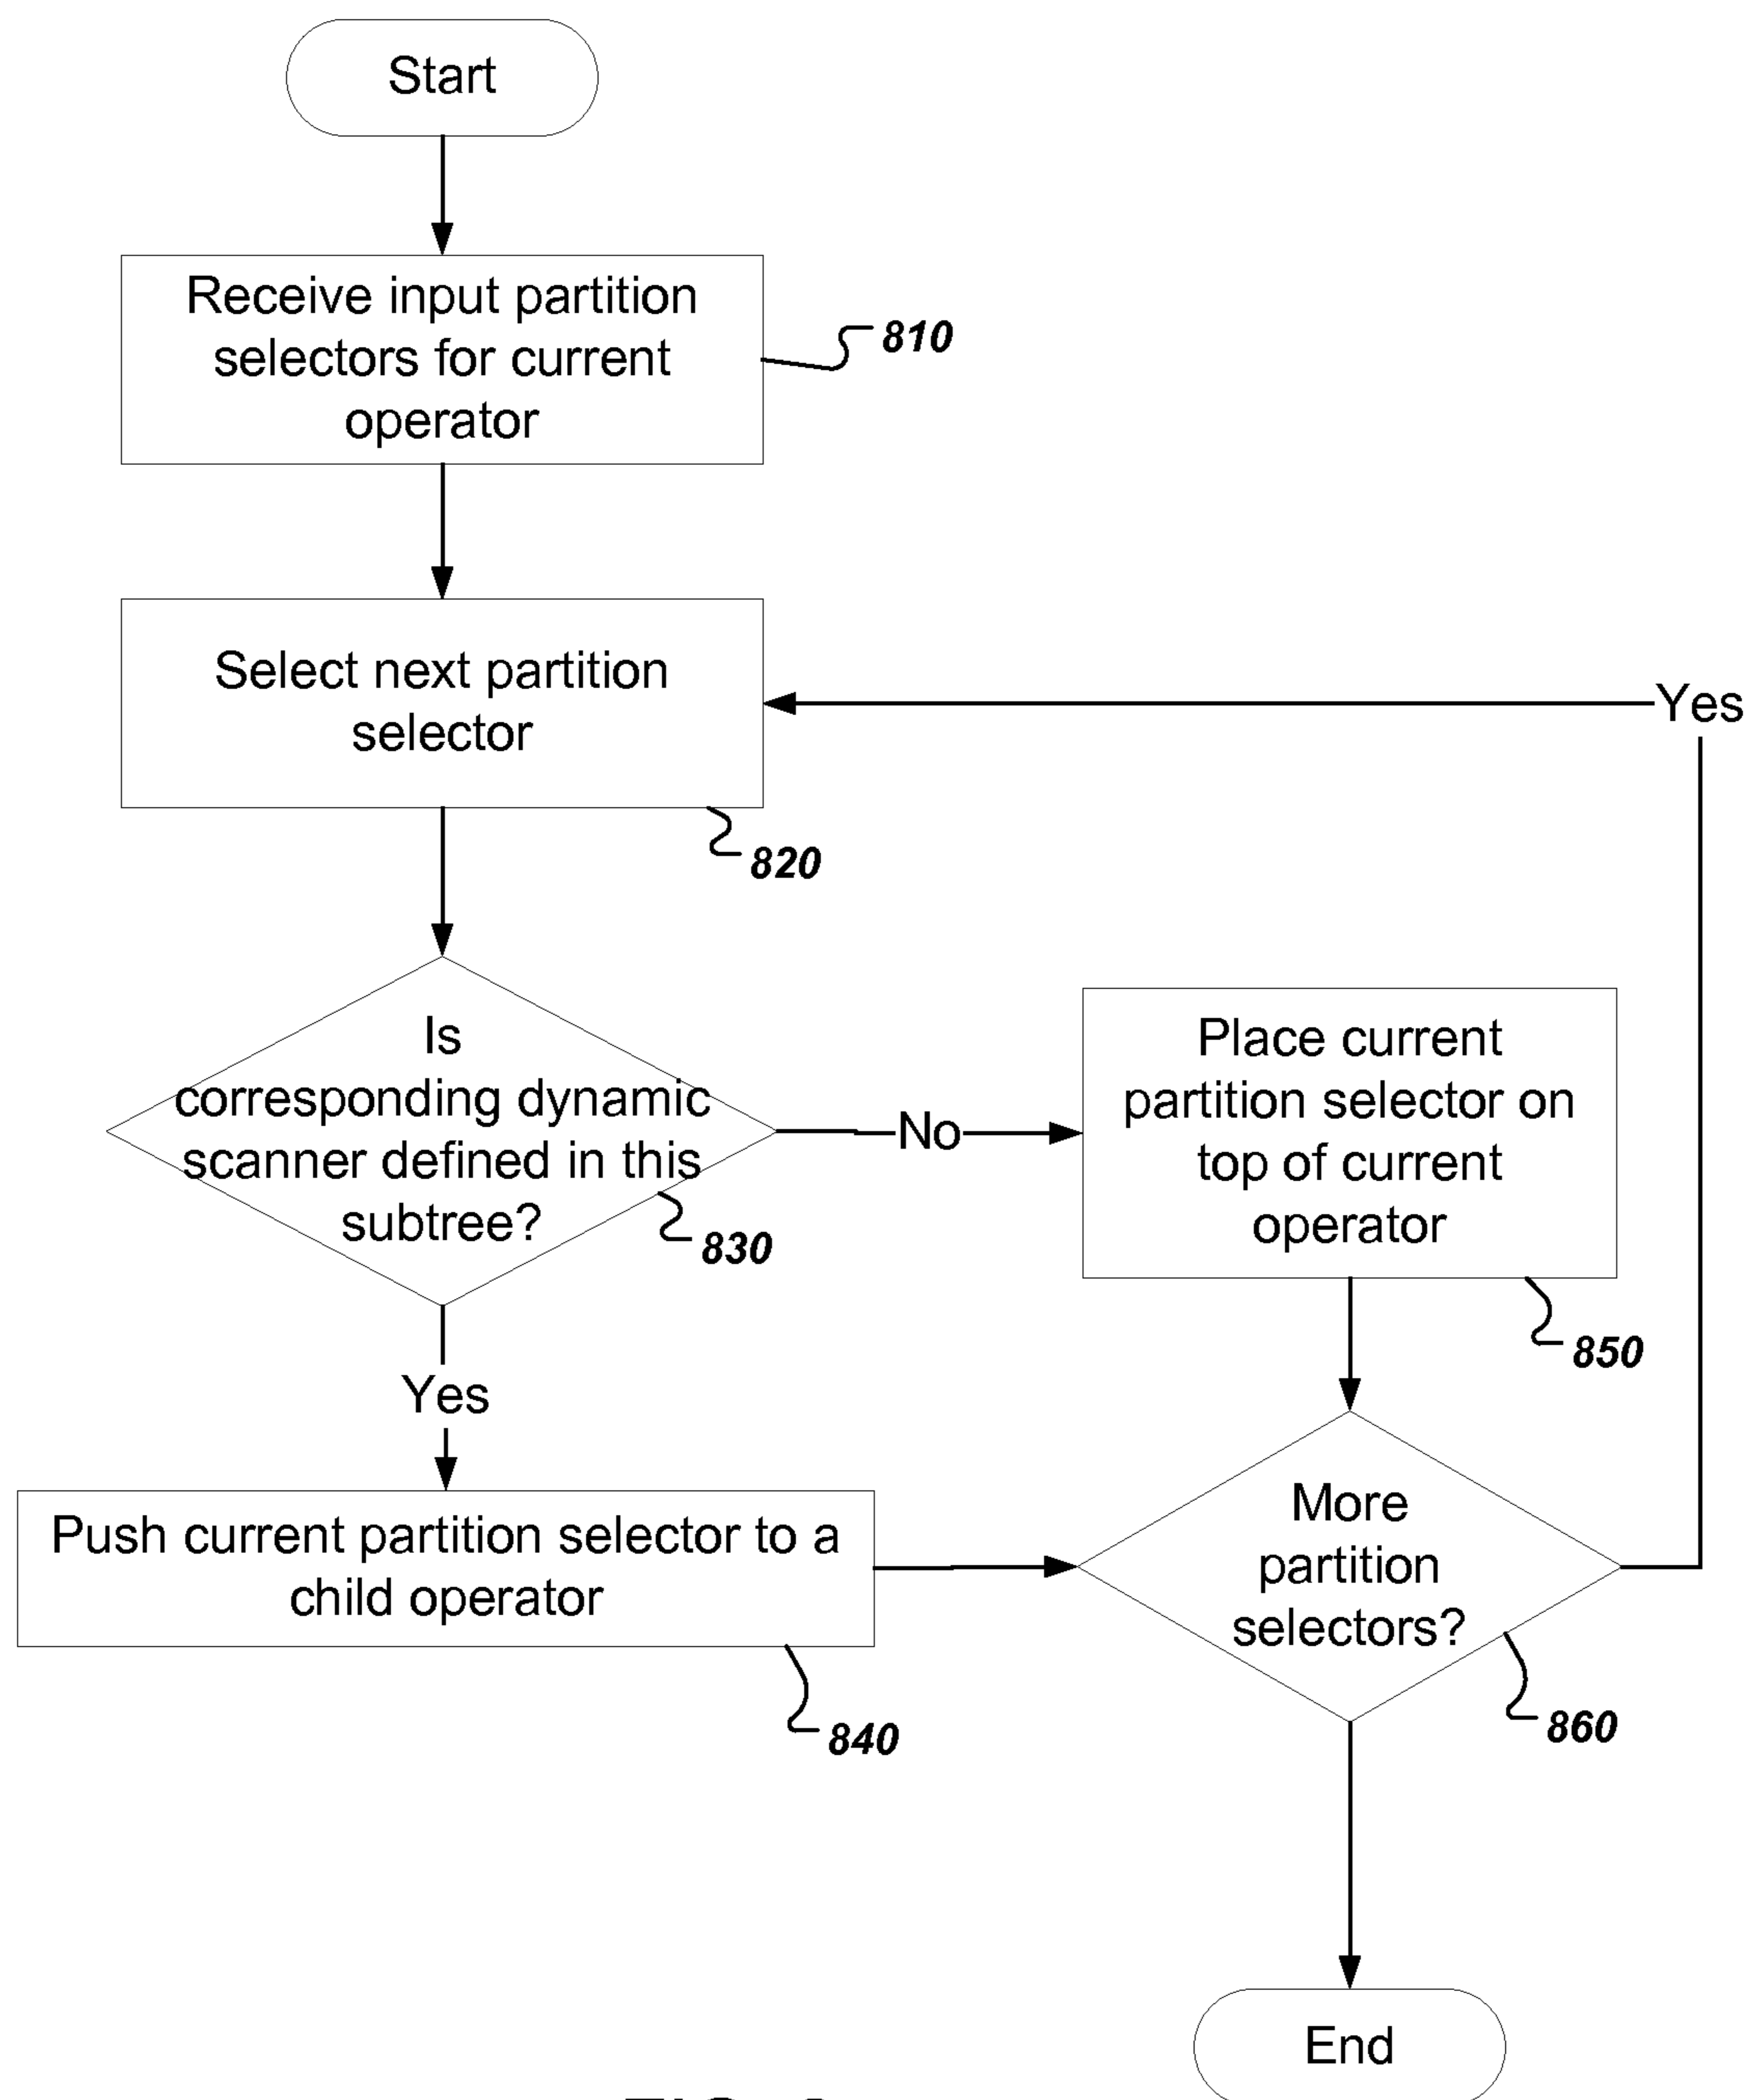 Start
Receive input partition
selectors for current
operator
810
Select next partition
selector
Yes
820
Is
corresponding dynamic
scanner defined in this
subtree?
830
No
Place current
partition selector on
top of current
operator
850
Yes
Push current partition selector to a
child operator
840
More
partition
selectors?
860
End